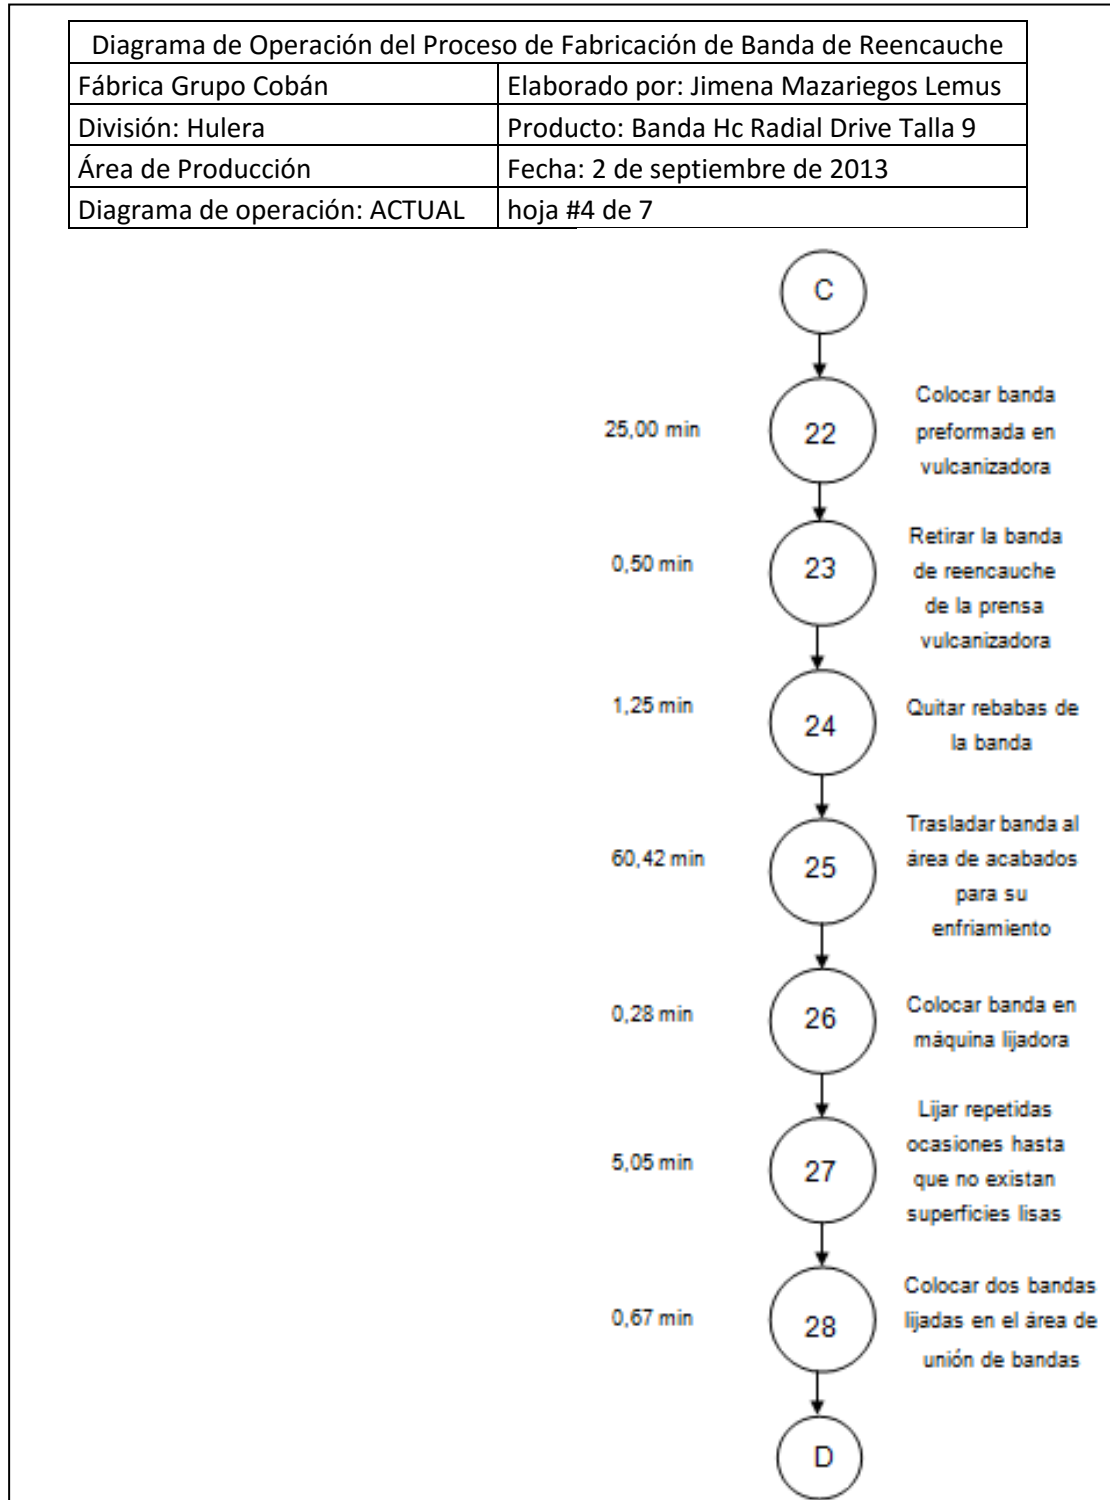 Diagrama de Operación del Proceso de Fabricación de Banda de Reencauche
Fábrica Grupo Cobán
Elaborado por: Jimena Mazariegos Lemus
División: Hulera
Producto: Banda Hc Radial Drive Talla 9
Área de Producción
Fecha: 2 de septiembre de 2013
Diagrama de operación: ACTUAL
hoja #4 de 7
C
25,00 min
22
Colocar banda
preformada en
vulcanizadora
0,50 min
23
Retirar la banda
de reencauche
de la prensa
vulcanizadora
1,25 min
24
Quitar rebabas de
la banda
60,42 min
25
Trasladar banda al
área de acabados
para su
enfriamiento
0,28 min
26
Colocar banda en
máquina lijadora
5,05 min
27
Lijar repetidas
ocasiones hasta
que no existan
superficies lisas
0,67 min
28
Colocar dos bandas
lijadas en el área de
unión de bandas
D